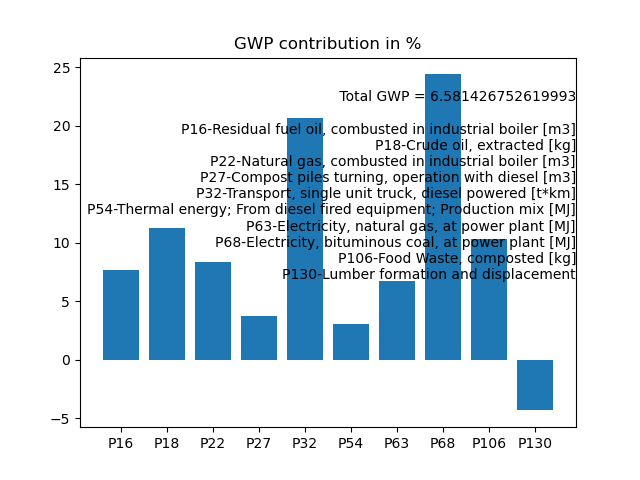 GWP contribution in %
25
Total GWP = 6.581426752619993
20
P16-Residual fuel oil, combusted in industrial boiler [m3]
P18-Crude oil, extracted [kg]
P22-Natural gas, combusted in industrial boiler [m3]
P27-Compost piles turning, operation with diesel [m3]
15
P32-Transport, single unit truck, diesel powered [t*km]
P54-Thermal energy; From diesel fired equipment; Production mix [MJ]
P63-Electricity, natural gas, at power plant [MJ]
10
P68-Electricity, bituminous coal, at power plant [MJ]
P106-Food Waste, composted [kg]
P130-Lumber formation and displacement
5
0
−5
P16 P18 P22 P27 P32 P54 P63 P68 P106 P130